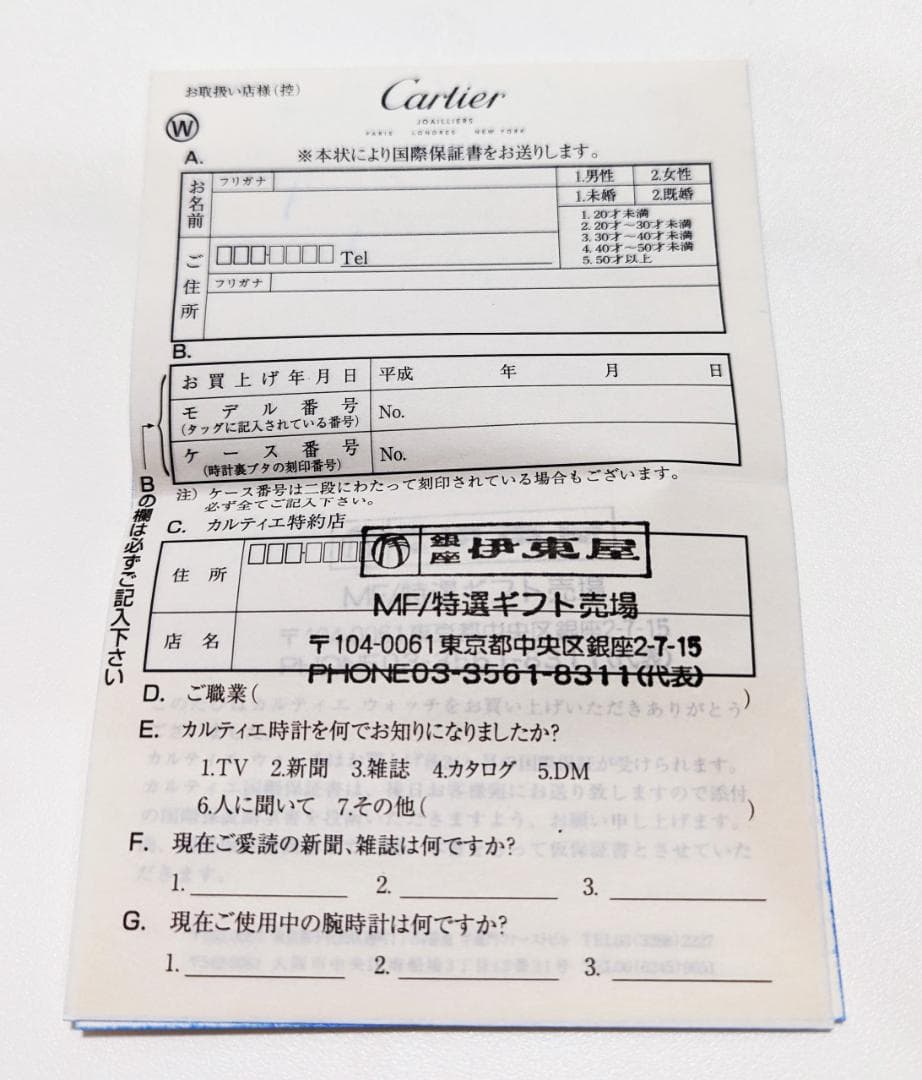 お取扱い店様(控)
Cartier
JOAILLIERS
PARIS LONDRES NEW YORK
W
A.
※本状により国際保証書をお送りします。
お名前
フリガナ
1.男性 2.女性
1.未婚 2.既婚
1. 20才未満
2. 20才〜30才未満
3. 30才〜40才未満
4. 40才〜50才未満
5. 50才以上
ご住所
Tel
フリガナ
B.
お買上げ年月日 平成 年 月 日
モデル番号 No.
(タッグに記入されている番号)
ケース番号 No.
(時計裏ブタの刻印番号)
Bの欄は必ずご記入下さい
注) ケース番号は二段にわたって刻印されている場合もございます。
必ず全てご記入下さい。
C. カルティエ特約店
住所
店名
銀座 伊東屋
MF/特選ギフト売場
〒104-0061東京都中央区銀座2-7-15
PHONE03-3561-8311(代表)
D. ご職業( )
E. カルティエ時計を何でお知りになりましたか?
1.TV 2.新聞 3.雑誌 4.カタログ 5.DM
6.人に聞いて 7.その他( )
F. 現在ご愛読の新聞、雑誌は何ですか?
1. 2. 3.
G. 現在ご使用中の腕時計は何ですか?
1. 2. 3.